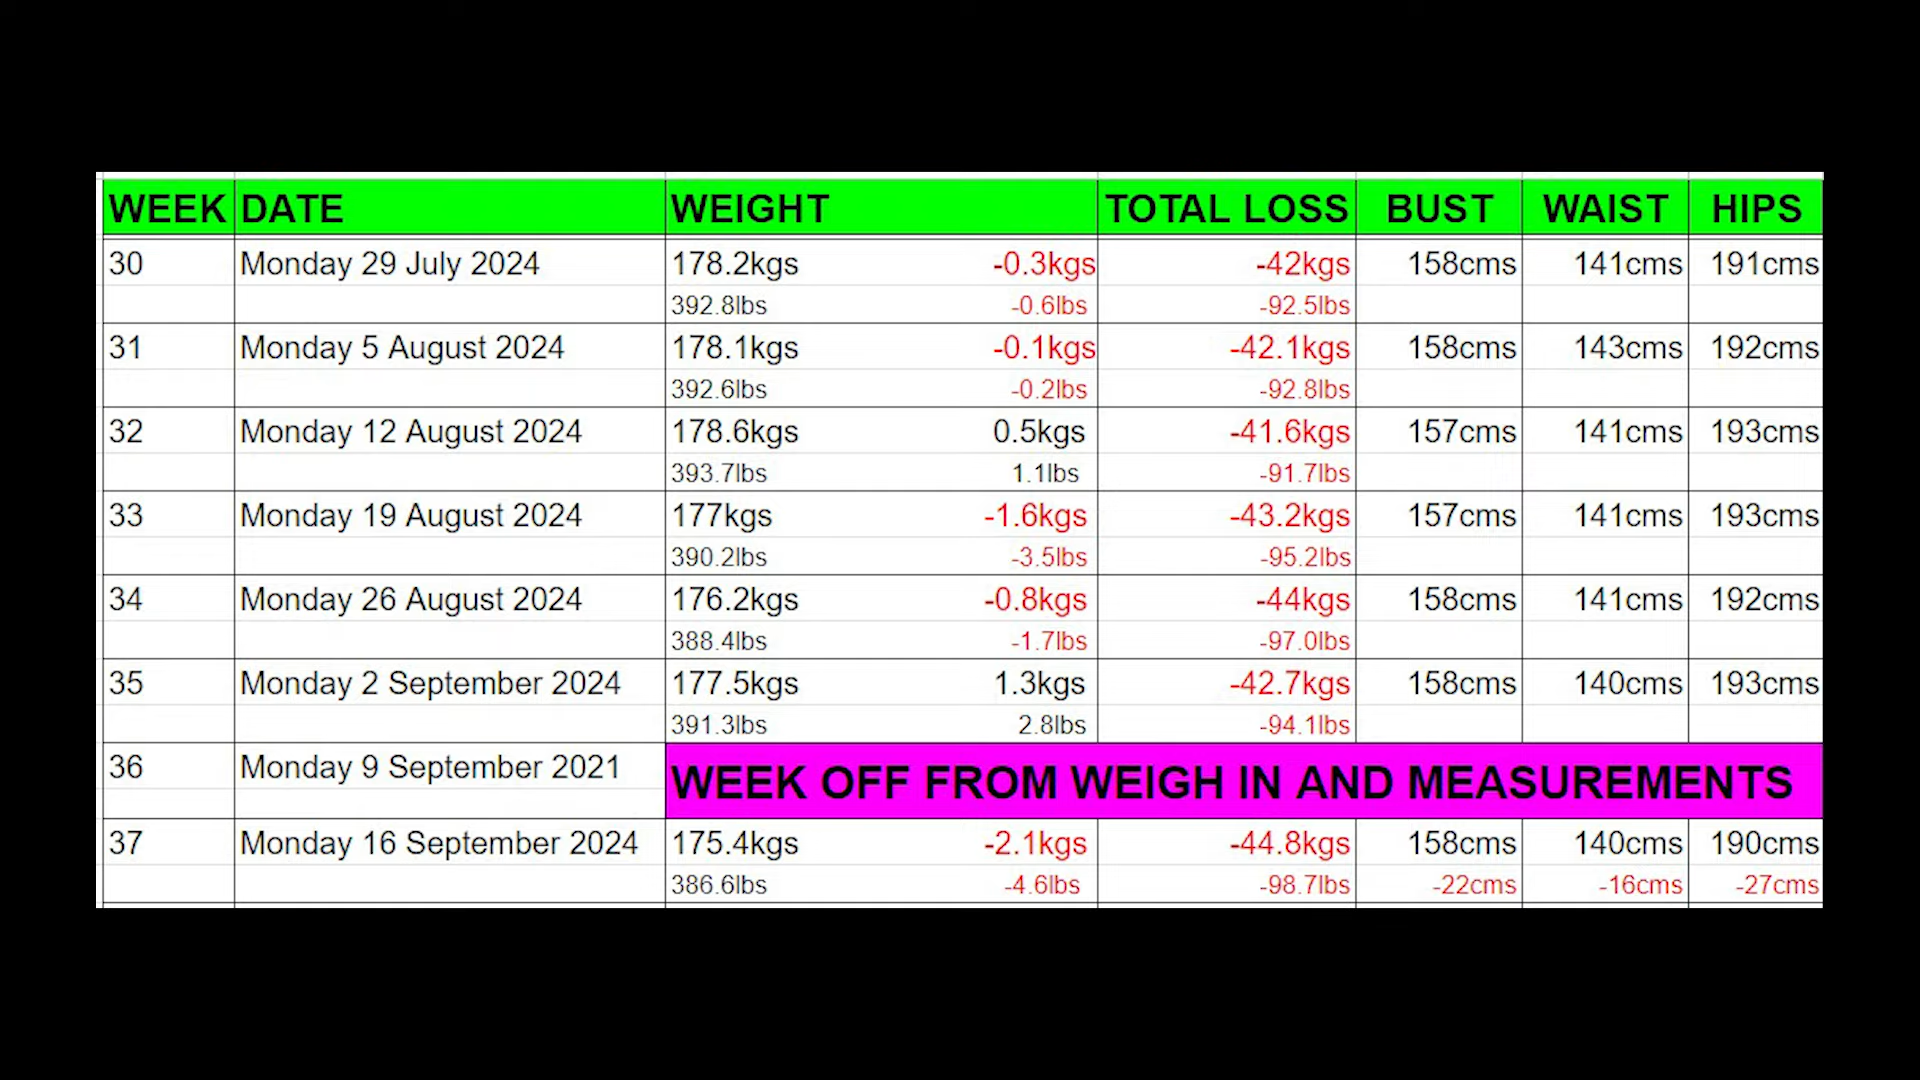 WEEK DATE WEIGHT TOTAL LOSS BUST WAIST HIPS
30 Monday 29 July 2024 178.2kgs -0.3kgs -42kgs 158cms 141cms 191cms
392.8lbs -0.6lbs -92.5lbs
31 Monday 5 August 2024 178.1kgs -0.1kgs -42.1kgs 158cms 143cms 192cms
392.6lbs -0.2lbs -92.8lbs
32 Monday 12 August 2024 178.6kgs 0.5kgs -41.6kgs 157cms 141cms 193cms
393.7lbs 1.1lbs -91.7lbs
33 Monday 19 August 2024 177kgs -1.6kgs -43.2kgs 157cms 141cms 193cms
390.2lbs -3.5lbs -95.2lbs
34 Monday 26 August 2024 176.2kgs -0.8kgs -44kgs 158cms 141cms 192cms
388.4lbs -1.7lbs -97.0lbs
35 Monday 2 September 2024 177.5kgs 1.3kgs -42.7kgs 158cms 140cms 193cms
391.3lbs 2.8lbs -94.1lbs
36 Monday 9 September 2021 WEEK OFF FROM WEIGH IN AND MEASUREMENTS
37 Monday 16 September 2024 175.4kgs -2.1kgs -44.8kgs 158cms 140cms 190cms
386.6lbs -4.6lbs -98.7lbs -22cms -16cms -27cms